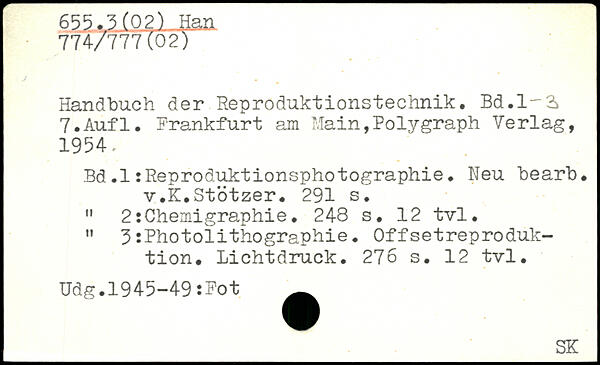 655.3(02) Han
774/777(02)
Handbuch der Reproduktionstechnik. Bd.1-3
7.Aufl. Frankfurt am Main,Polygraph Verlag,
1954.
Bd.1:Reproduktionsphotographie. Neu bearb.
v.K.Stötzer. 291 s.
" 2:Chemigraphie. 248 s. 12 tvl.
" 3:Photolithographie. Offsetreproduk-
tion. Lichtdruck. 276 s. 12 tvl.
Udg.1945-49:Fot
SK